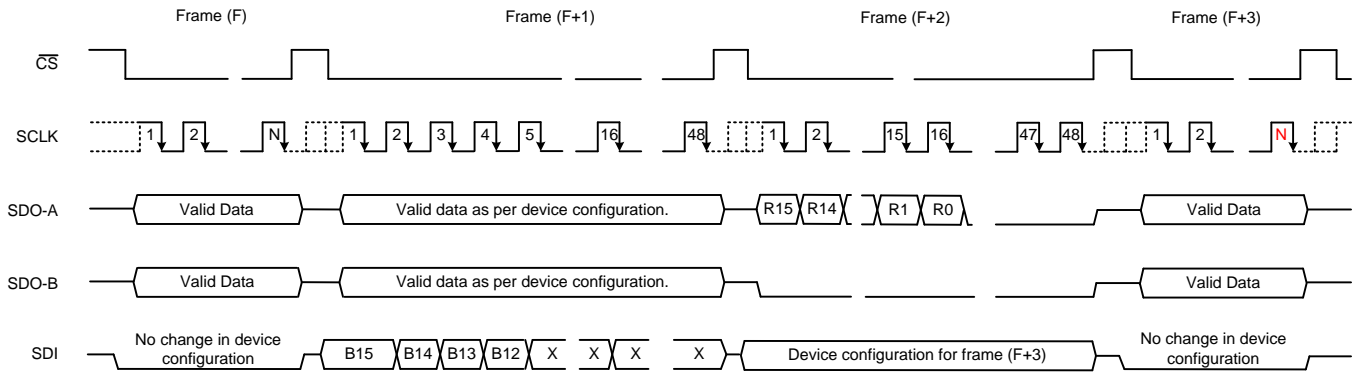 Frame (F) Frame (F+1) Frame (F+2) Frame (F+3)
CS
SCLK 1 2 N 1 2 3 4 5 16 48 1 2 15 16 47 48 1 2 N
SDO-A Valid Data Valid data as per device configuration. R15 R14 R1 R0 Valid Data
SDO-B Valid Data Valid data as per device configuration. Valid Data
SDI No change in device configuration B15 B14 B13 B12 X X X X Device configuration for frame (F+3) No change in device configuration